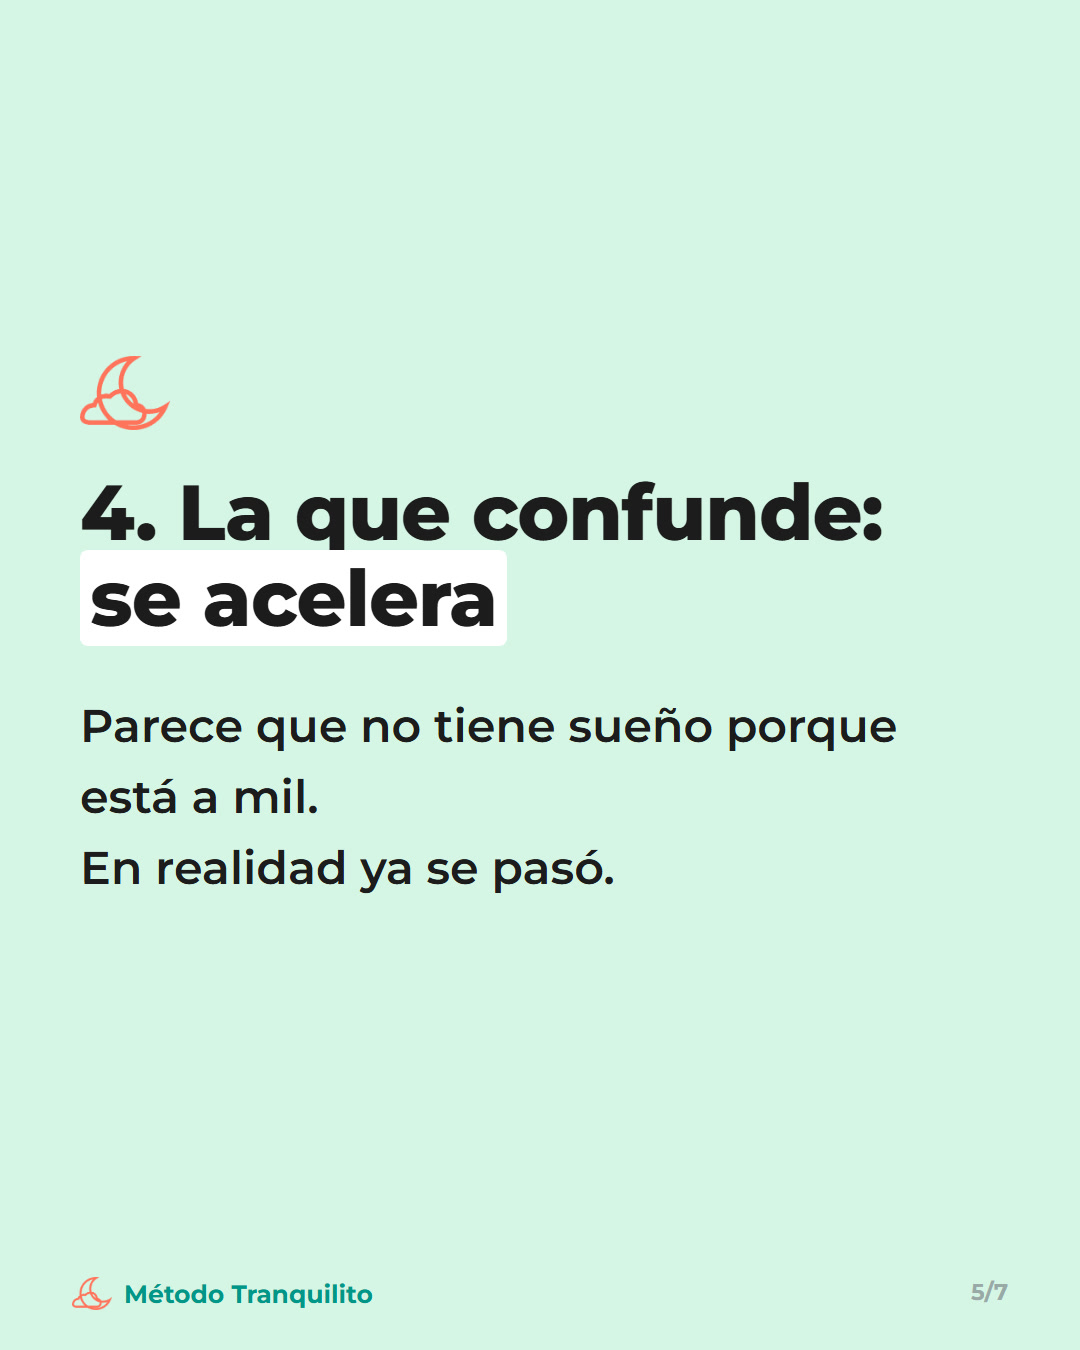 4. La que confunde:
se acelera
Parece que no tiene sueño porque
está a mil.
En realidad ya se pasó.
Método Tranquilito
5/7